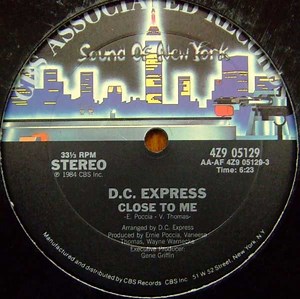 ASSOCIATED RECORD
Sound Of New York
33⅓ RPM
STEREO
℗ 1984 CBS Inc.
4Z9 05129
AA-AF 4Z9 05129-3
Time: 6:23
D.C. EXPRESS
CLOSE TO ME
-E. Poccia - V. Thomas-
Arranged by D.C. Express
Produced by Ernie Poccia, Vaneese
Thomas, Wayne Warnecke
Executive Producer:
Gene Griffin
Manufactured and distributed by CBS Records CBS Inc 51 W 52 Street, New York, N.Y.